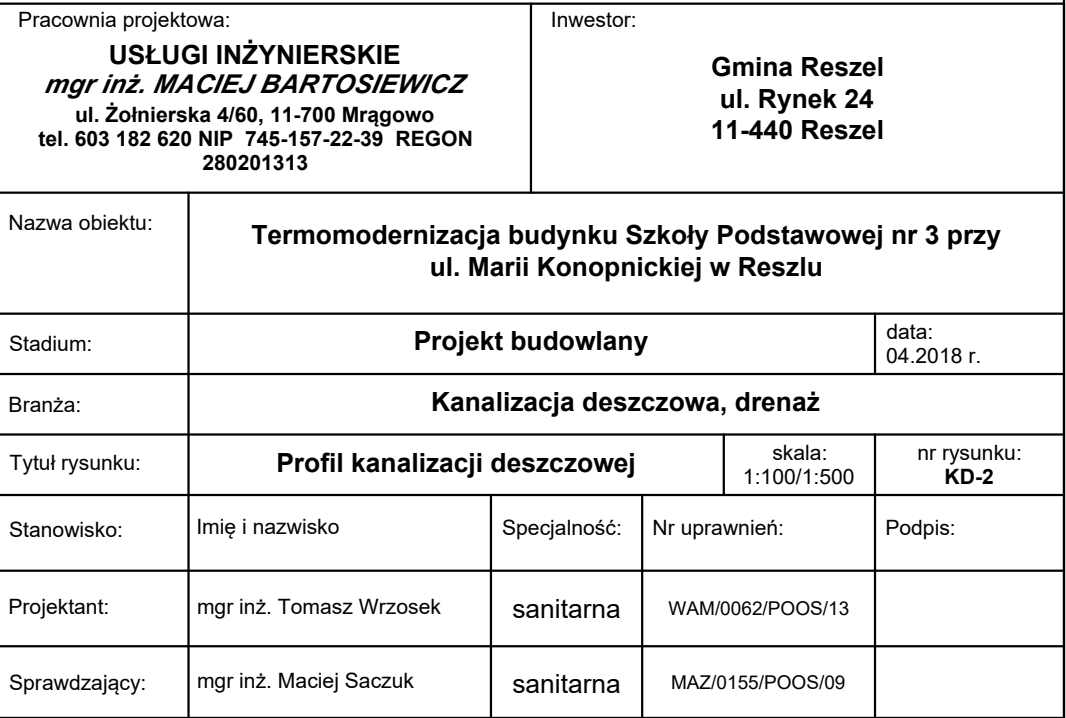 Pracownia projektowa:
USŁUGI INŻYNIERSKIE
mgr inż. MACIEJ BARTOSIEWICZ
ul. Żołnierska 4/60, 11-700 Mrągowo
tel. 603 182 620 NIP 745-157-22-39 REGON
280201313
Inwestor:
Gmina Reszel
ul. Rynek 24
11-440 Reszel
Nazwa obiektu:
Termomodernizacja budynku Szkoły Podstawowej nr 3 przy
ul. Marii Konopnickiej w Reszlu
Stadium:
Projekt budowlany
data:
04.2018 r.
Branża:
Kanalizacja deszczowa, drenaż
Tytuł rysunku:
Profil kanalizacji deszczowej
skala:
1:100/1:500
nr rysunku:
KD-2
Stanowisko:
Imię i nazwisko
Specjalność:
Nr uprawnień:
Podpis:
Projektant:
mgr inż. Tomasz Wrzosek
sanitarna
WAM/0062/POOS/13
Sprawdzający:
mgr inż. Maciej Saczuk
sanitarna
MAZ/0155/POOS/09